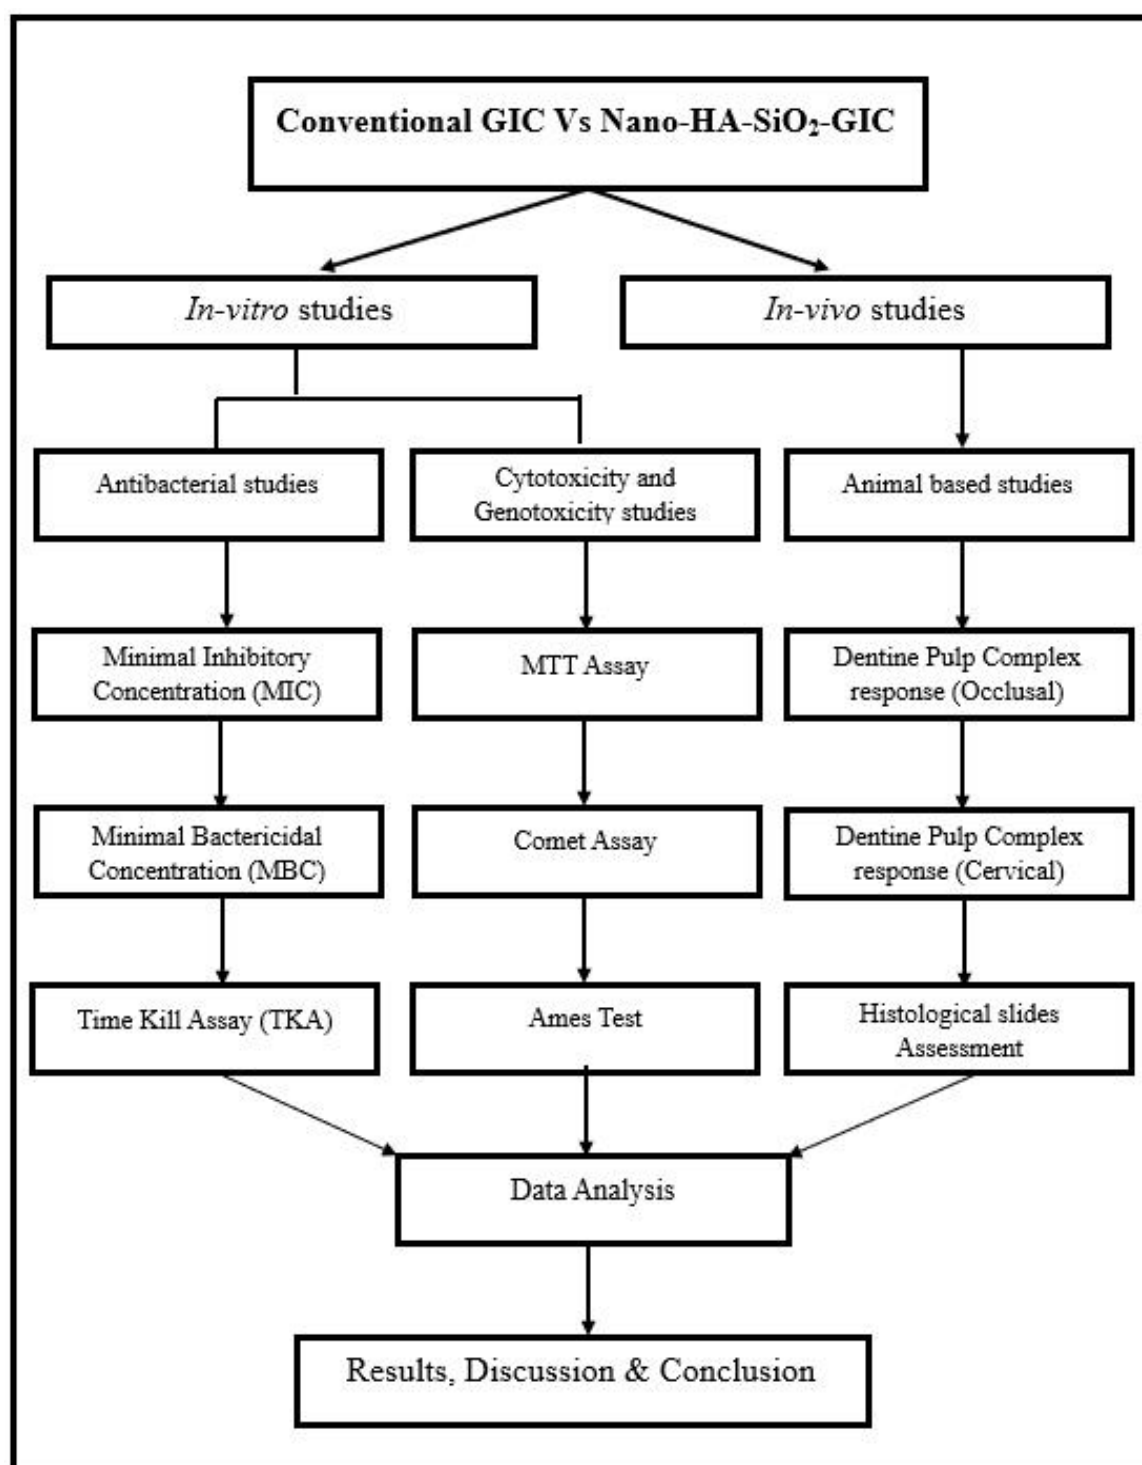 Conventional GIC Vs Nano-HA-SiO₂-GIC
In-vitro studies
In-vivo studies
Antibacterial studies
Cytotoxicity and
Genotoxicity studies
Animal based studies
Minimal Inhibitory
Concentration (MIC)
MTT Assay
Dentine Pulp Complex
response (Occlusal)
Minimal Bactericidal
Concentration (MBC)
Comet Assay
Dentine Pulp Complex
response (Cervical)
Time Kill Assay (TKA)
Ames Test
Histological slides
Assessment
Data Analysis
Results, Discussion & Conclusion